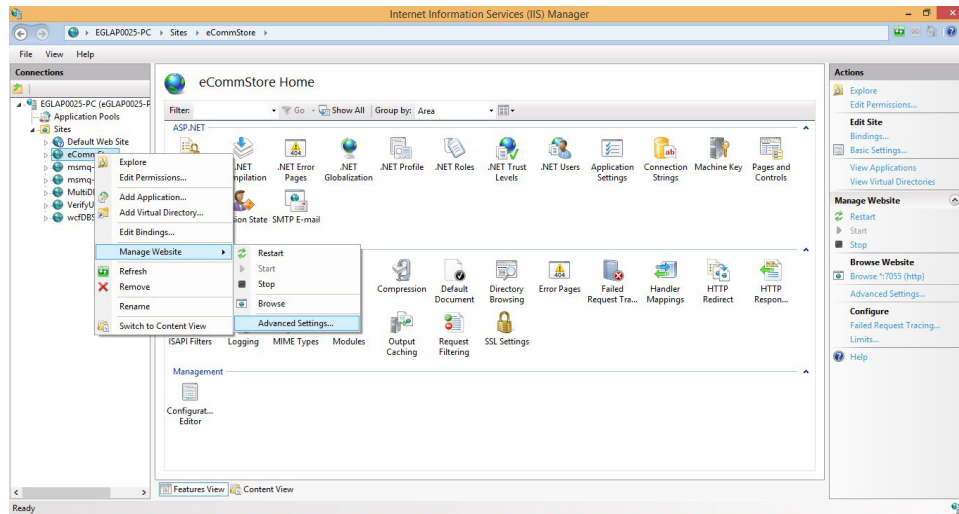 Internet Information Services (IIS) Manager
EGLAP0025-PC
Sites
eCommStore
File View Help
Connections
EGLAP0025-PC (eGLAP0025-P
Application Pools
Sites
Default Web Site
msmq-
msmq-
MultiDI
VerifyU
wcfDBS
Explore
Edit Permissions...
Add Application...
Add Virtual Directory...
Edit Bindings...
Manage Website
Refresh
Remove
Rename
Switch to Content View
Restart
Start
Stop
Browse
Advanced Settings...
eCommStore Home
Filter: Go Show All Group by: Area
ASP.NET
.NET Error Pages
.NET Globalization
.NET Profile
.NET Roles
.NET Trust Levels
.NET Users
Application Settings
Connection Strings
Machine Key
Pages and Controls
SMTP E-mail
Compression
Default Document
Directory Browsing
Error Pages
Failed Request Tra...
Handler Mappings
HTTP Redirect
HTTP Respon...
ISAPI Filters
Logging
MIME Types
Modules
Output Caching
Request Filtering
SSL Settings
Management
Configurat... Editor
Features View Content View
Actions
Explore
Edit Permissions...
Edit Site
Bindings...
Basic Settings...
View Applications
View Virtual Directories
Manage Website
Restart
Start
Stop
Browse Website
Browse *:7055 (http)
Advanced Settings...
Configure
Failed Request Tracing...
Limits...
Help
Ready